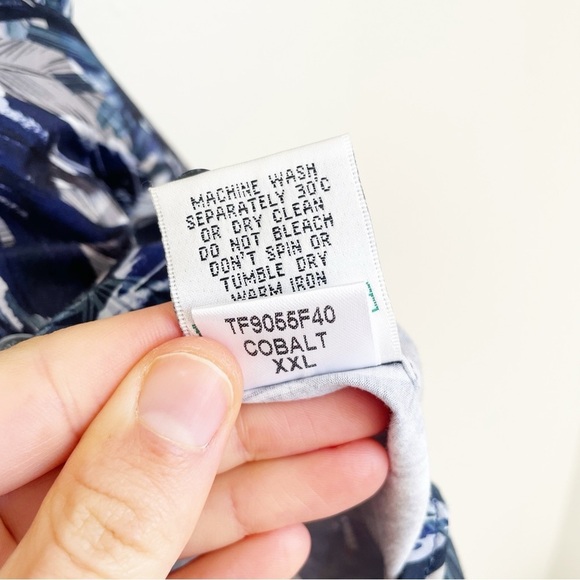 MACHINE WASH
SEPARATELY 30°C
OR DRY CLEAN
DO NOT BLEACH
DON'T SPIN OR
TUMBLE DRY
WARM IRON
TF9055F40
COBALT
XXL